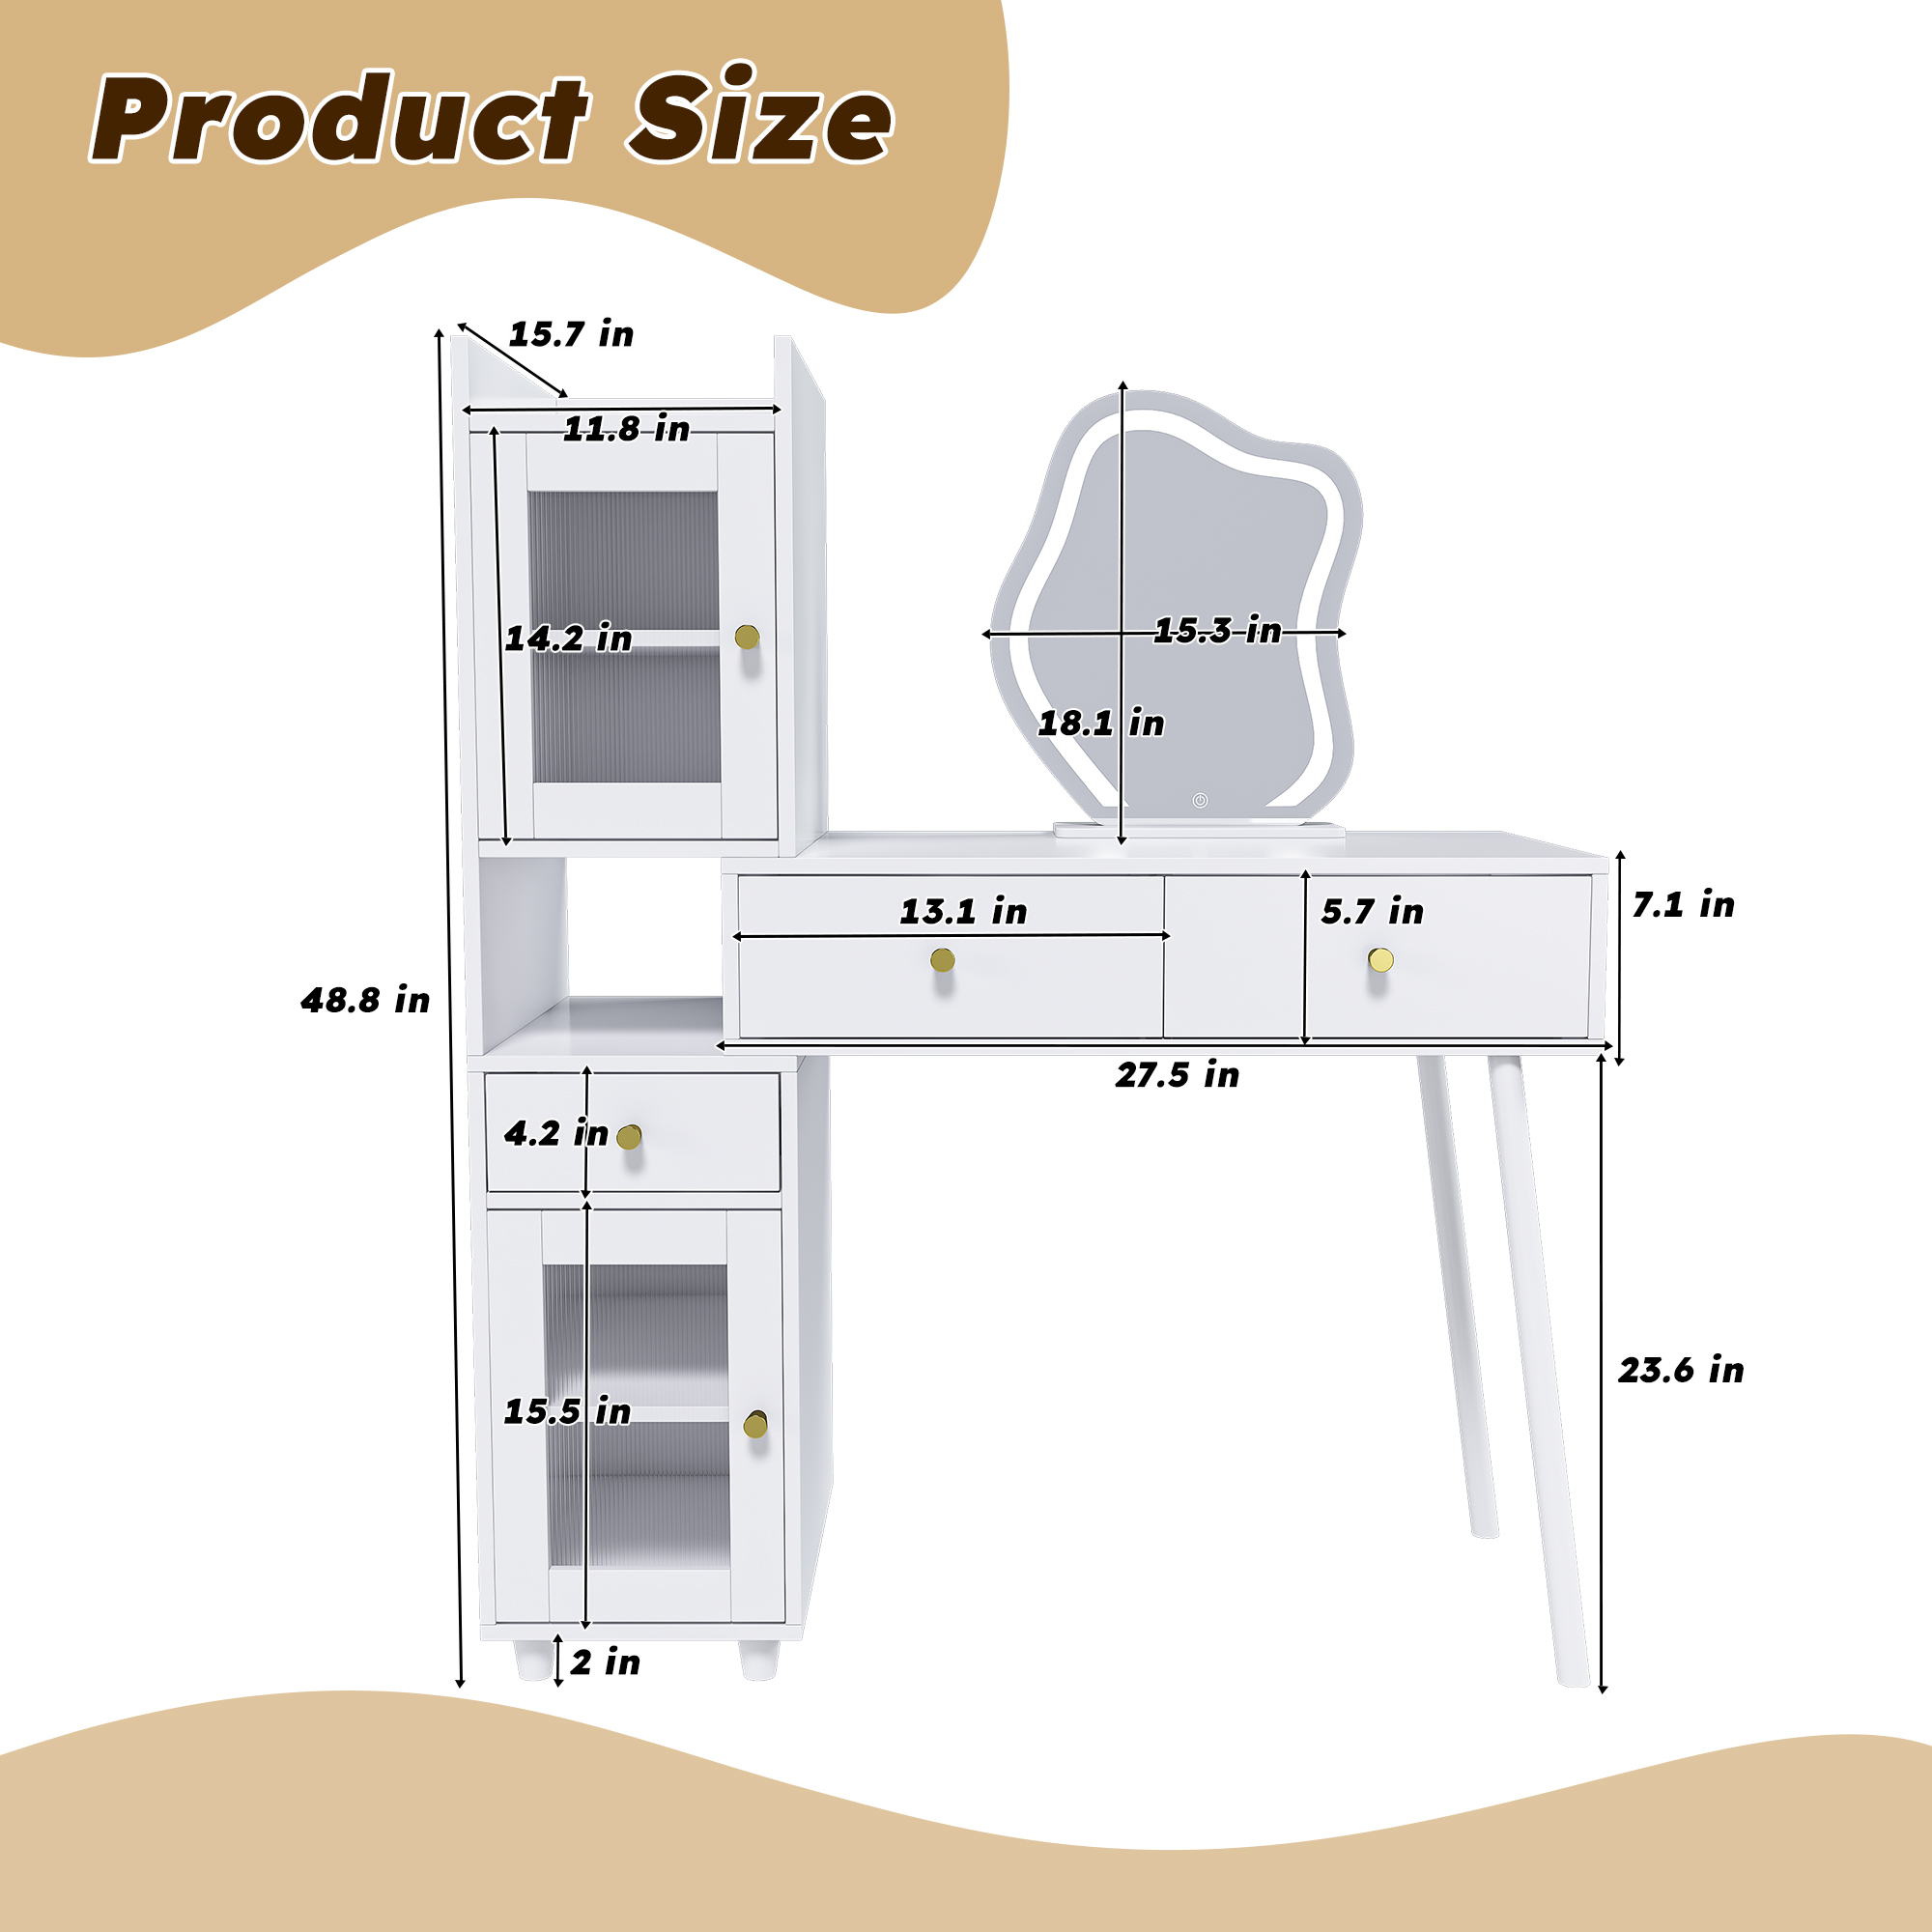 Product Size
15.7 in
11.8 in
14.2 in
15.3 in
18.1 in
13.1 in
5.7 in
7.1 in
48.8 in
27.5 in
4.2 in
23.6 in
15.5 in
2 in